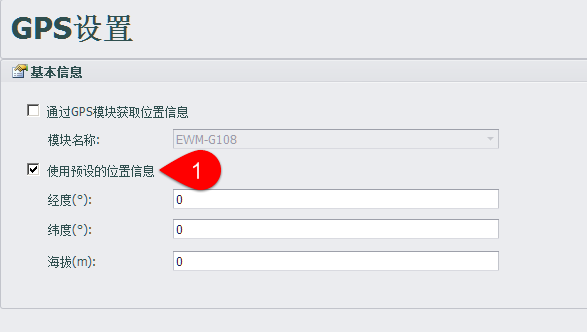 GPS设置
基本信息
通过GPS模块获取位置信息
模块名称: EWM-G108
使用预设的位置信息 1
经度(°): 0
纬度(°): 0
海拔(m): 0